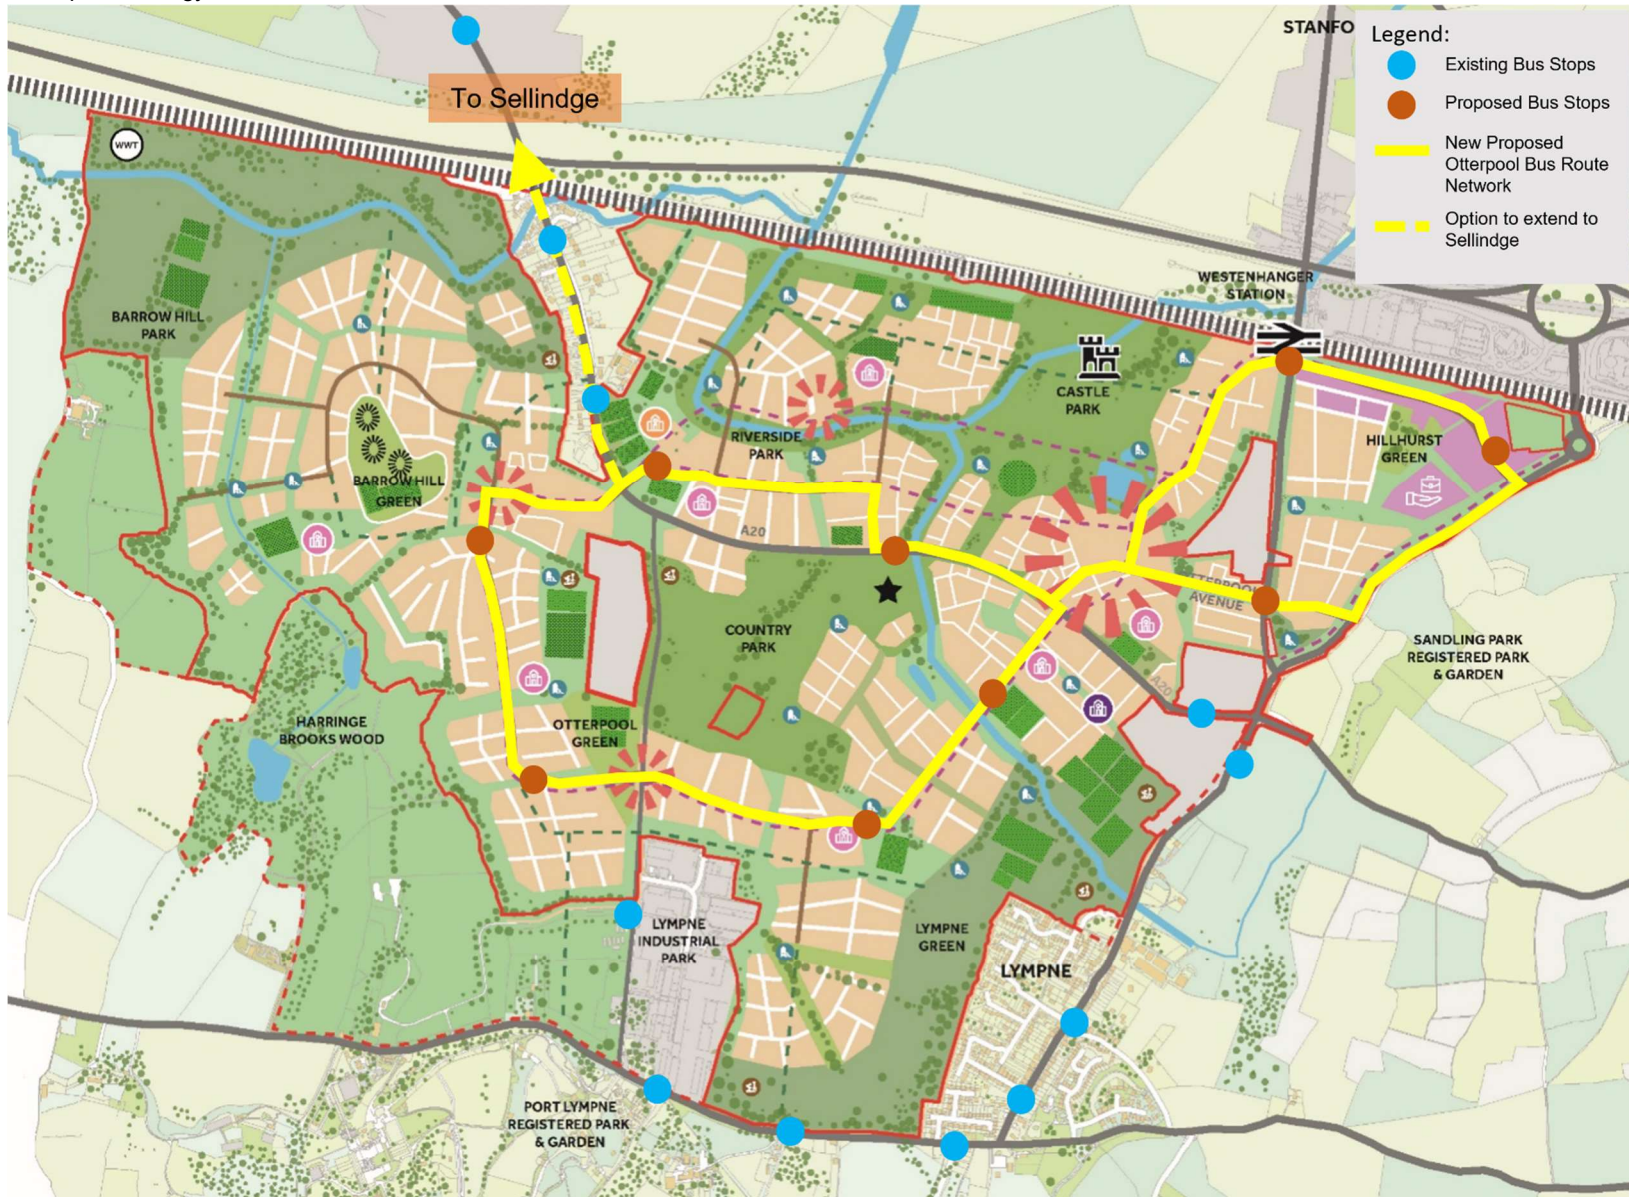 STANFO
Legend:
Existing Bus Stops
Proposed Bus Stops
New Proposed
Otterpool Bus Route
Network
Option to extend to
Sellindge
To Sellindge
WWT
WESTENHANGER
STATION
BARROW HILL
PARK
CASTLE
PARK
RIVERSIDE
PARK
HILLHURST
GREEN
BARROW HILL
GREEN
A20
AVENUE
COUNTRY
PARK
SANDLING PARK
REGISTERED PARK
& GARDEN
A20
HARRINGE
BROOKS WOOD
OTTERPOOL
GREEN
LYMPNE
INDUSTRIAL
PARK
LYMPNE
GREEN
LYMPNE
PORT LYMPNE
REGISTERED PARK
& GARDEN